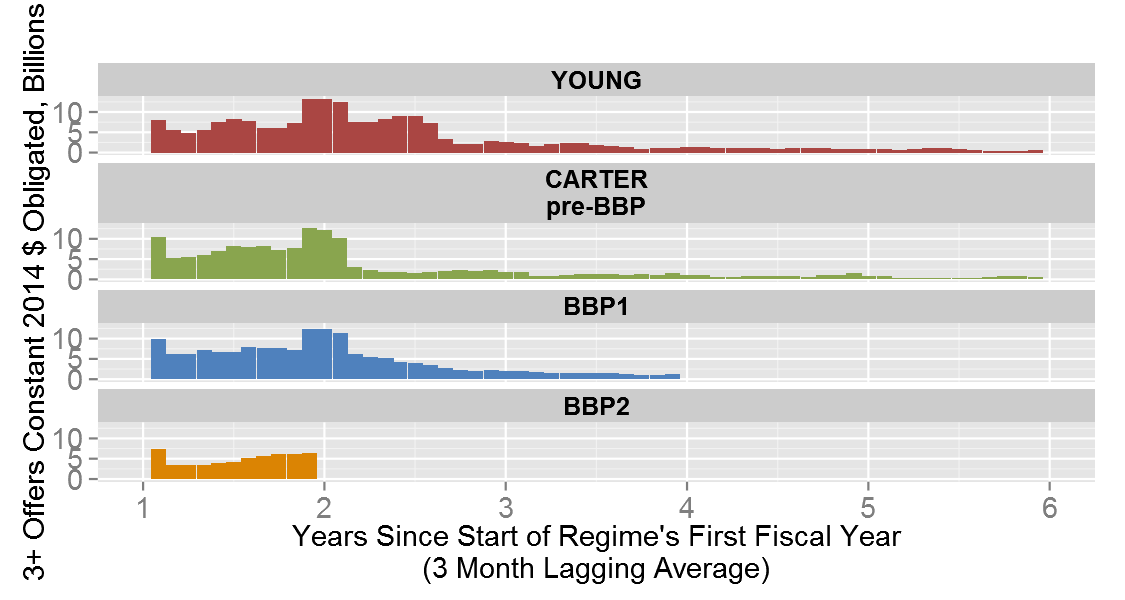 3+ Offers Constant 2014 $ Obligated, Billions
YOUNG
10
5
0
CARTER
pre-BBP
10
5
0
BBP1
10
5
0
BBP2
10
5
0
1 2 3 4 5 6
Years Since Start of Regime's First Fiscal Year
(3 Month Lagging Average)